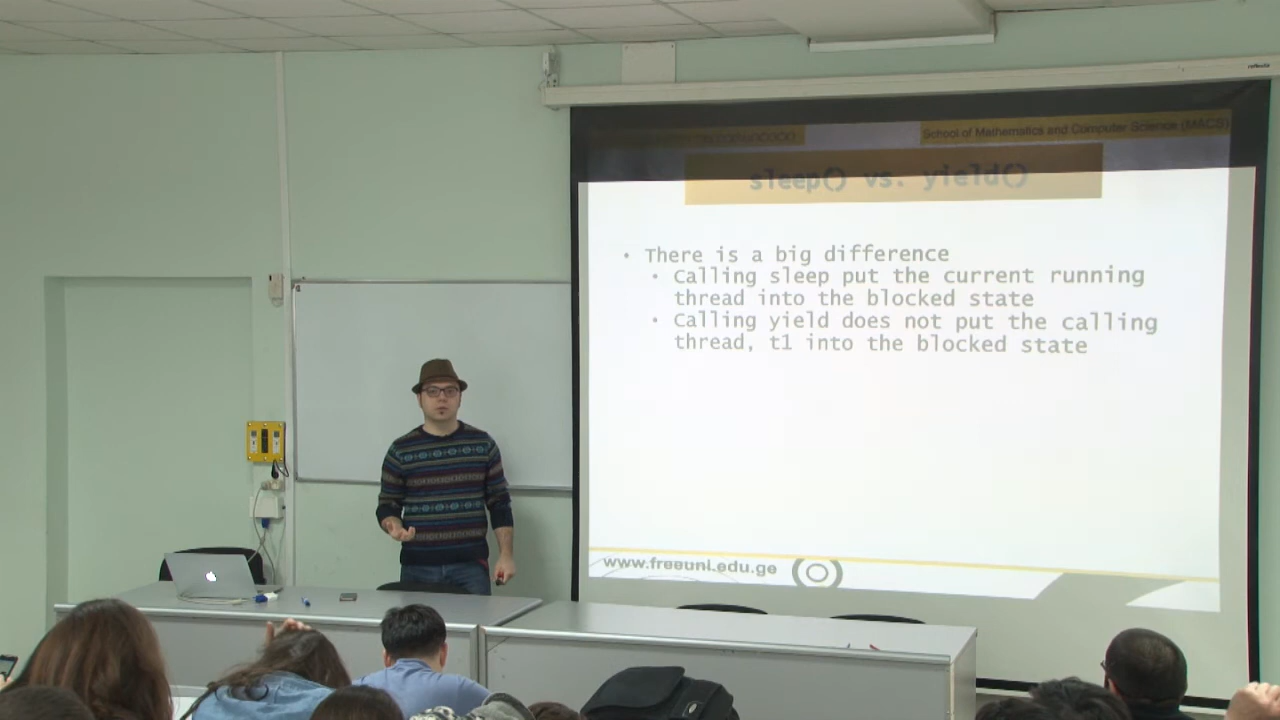 reflecta
School of Mathematics and Computer Science (MACS)
sleep() vs. yield()
• There is a big difference
• Calling sleep put the current running
thread into the blocked state
• Calling yield does not put the calling
thread, t1 into the blocked state
www.freeuni.edu.ge